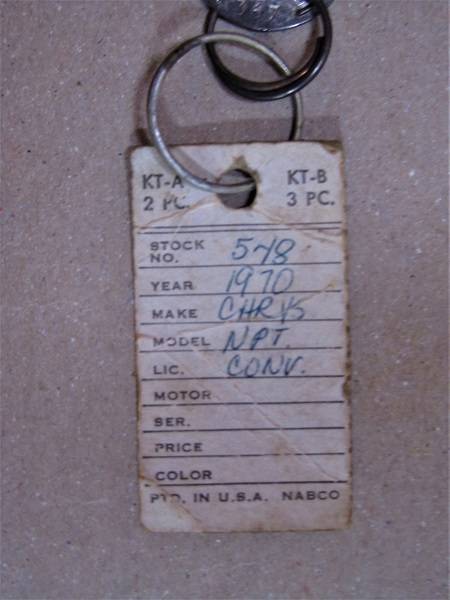 KT-A KT-B
2 PC. 3 PC.
STOCK NO. 548
YEAR 1970
MAKE CHRYS
MODEL NPT.
LIC. CONV.
MOTOR
SER.
PRICE
COLOR
PTD. IN U.S.A. NABCO